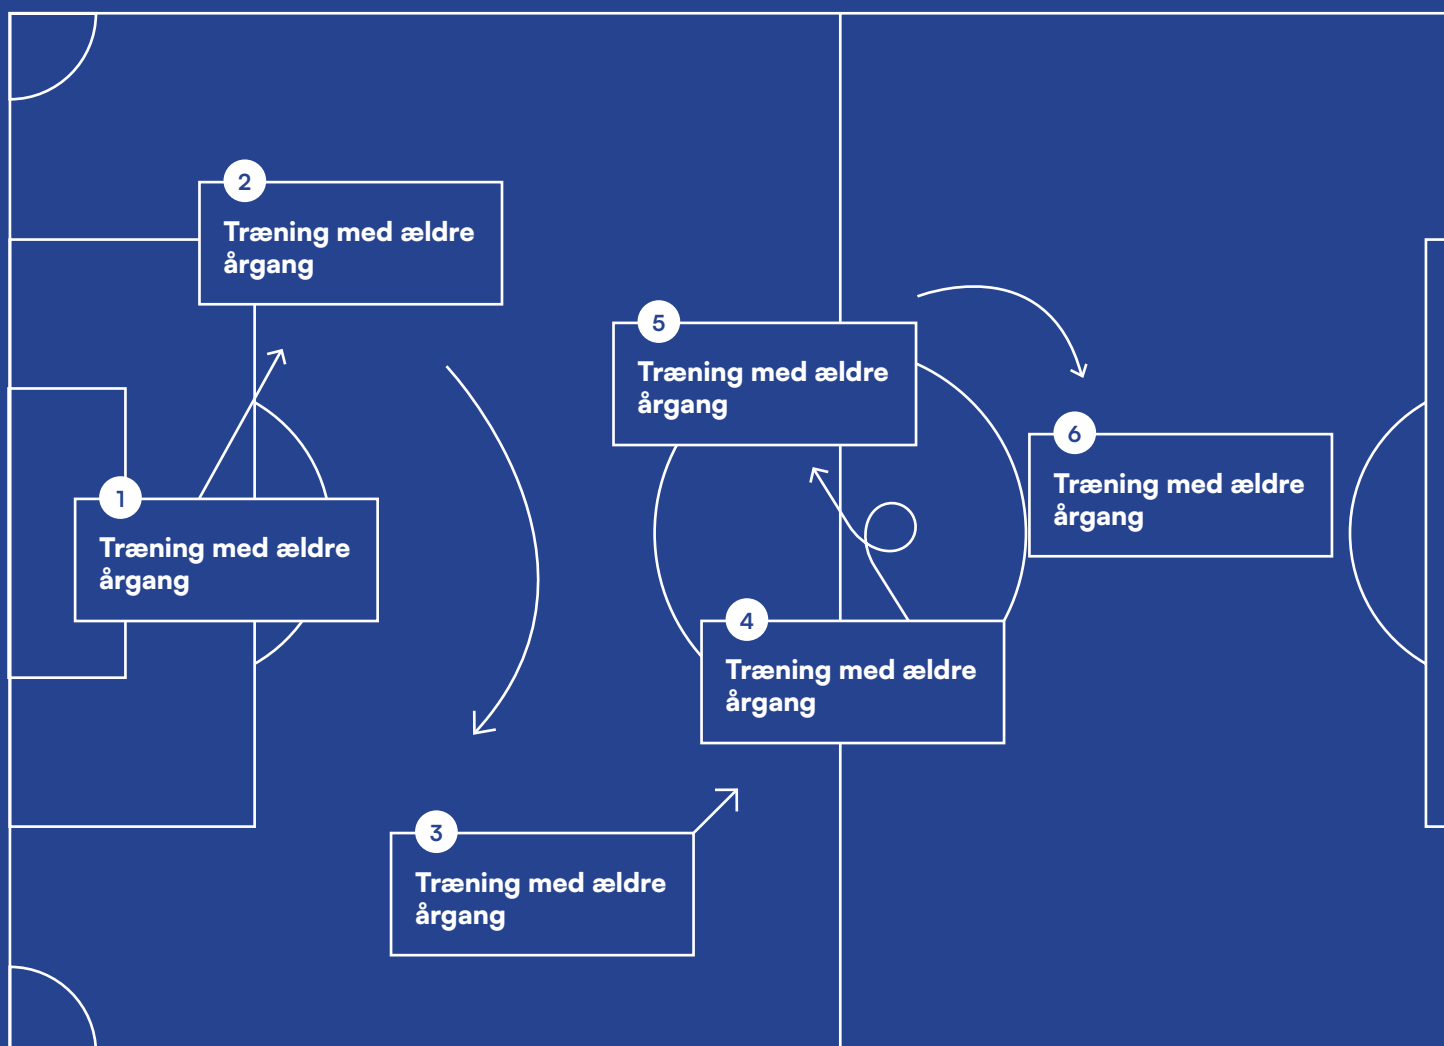 1
Træning med ældre
årgang
2
Træning med ældre
årgang
3
Træning med ældre
årgang
4
Træning med ældre
årgang
5
Træning med ældre
årgang
6
Træning med ældre
årgang